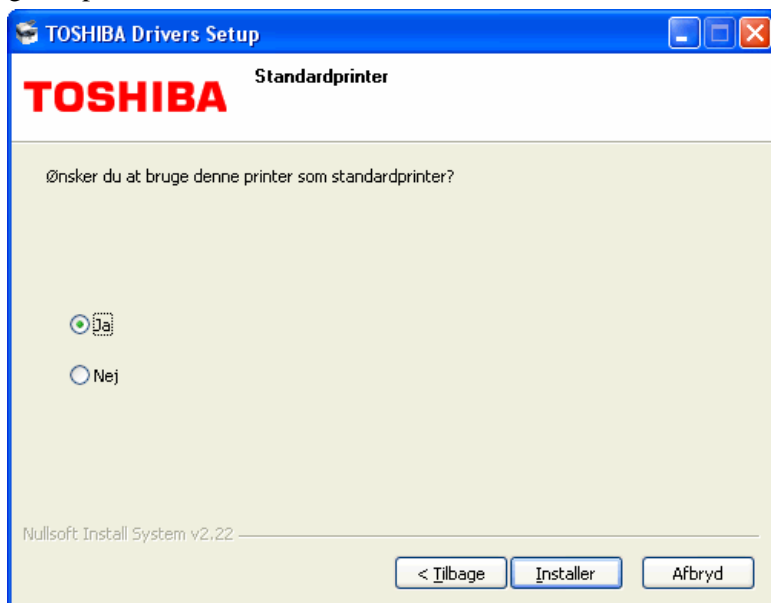 TOSHIBA Drivers Setup
TOSHIBA
Standardprinter
Ønsker du at bruge denne printer som standardprinter?
Ja
Nej
Nullsoft Install System v2.22
< Tilbage
Installer
Afbryd